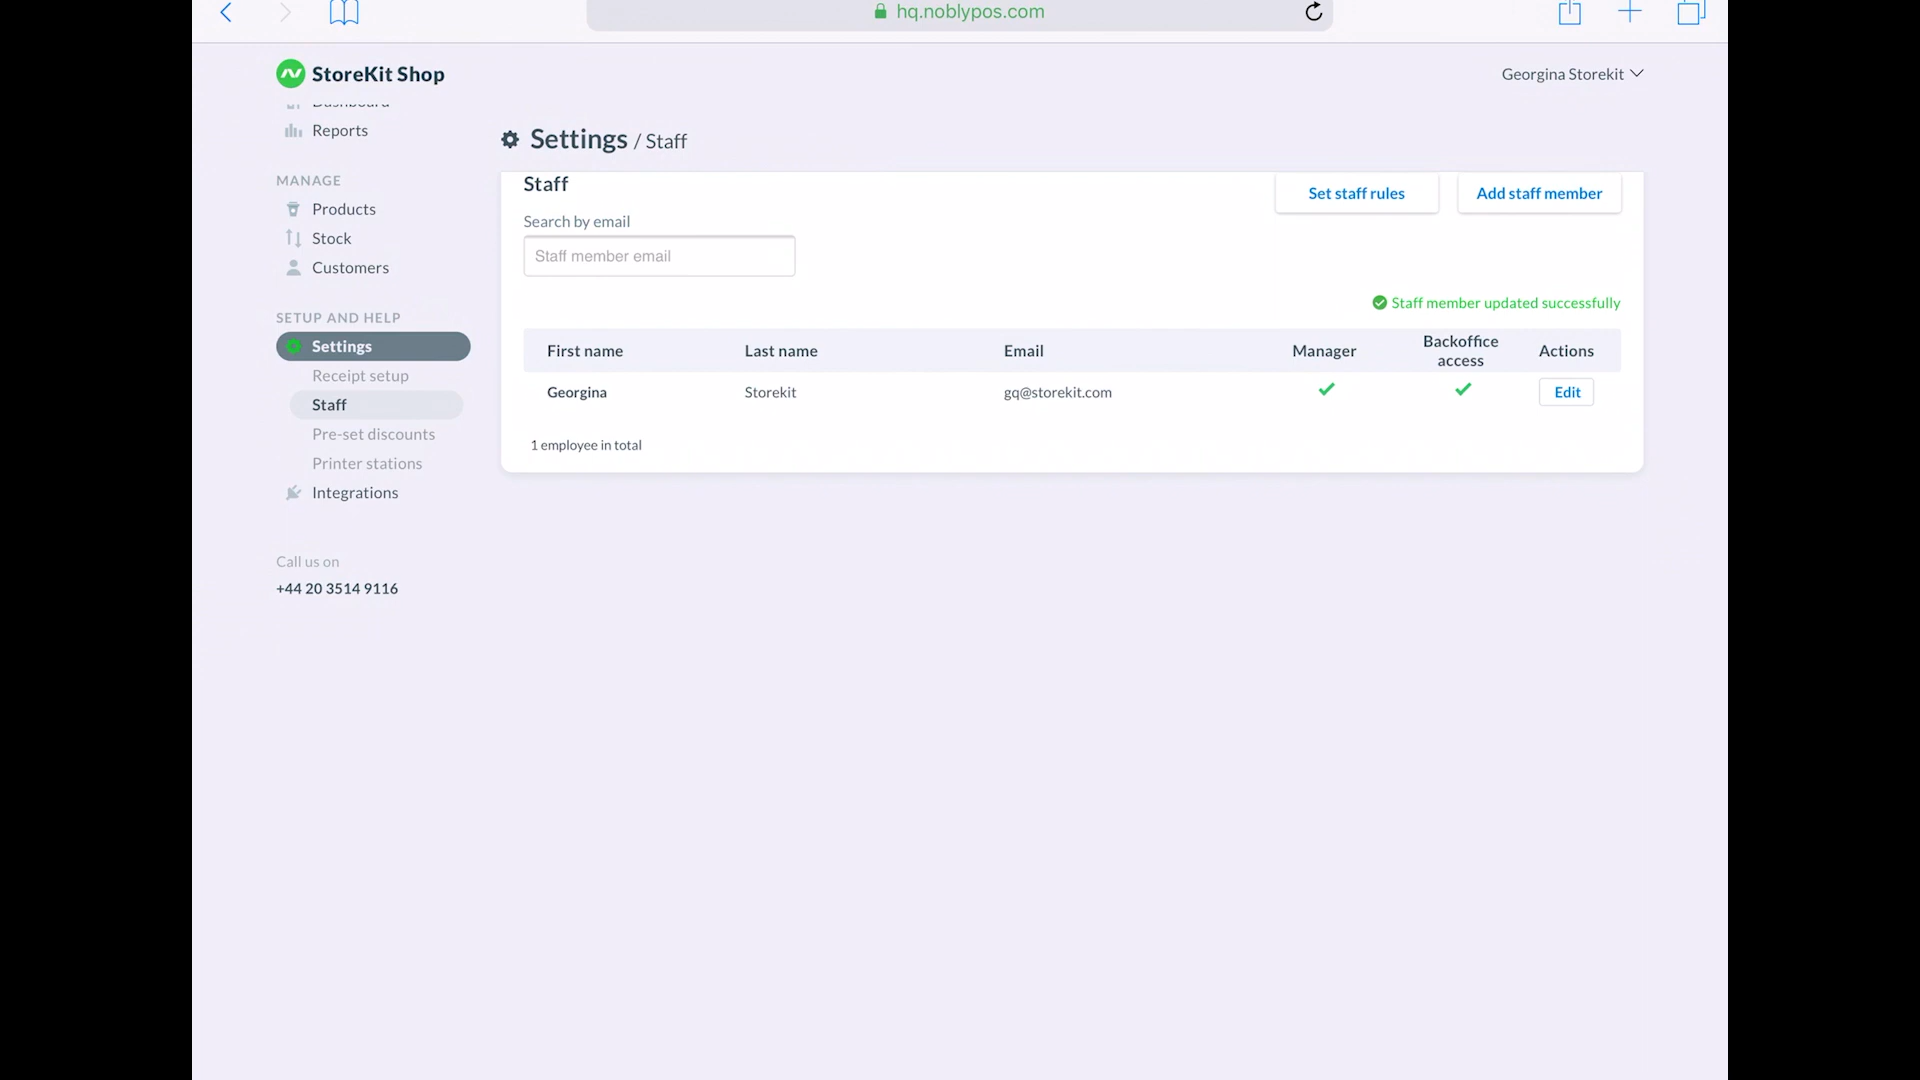 hq.noblypos.com
StoreKit Shop
Georgina Storekit
Dashboard
Reports
Settings / Staff
MANAGE
Products
Stock
Customers
SETUP AND HELP
Settings
Receipt setup
Staff
Pre-set discounts
Printer stations
Integrations
Call us on
+44 20 3514 9116
Staff
Set staff rules
Add staff member
Search by email
Staff member email
Staff member updated successfully
First name Last name Email Manager Backoffice access Actions
Georgina Storekit gq@storekit.com Edit
1 employee in total